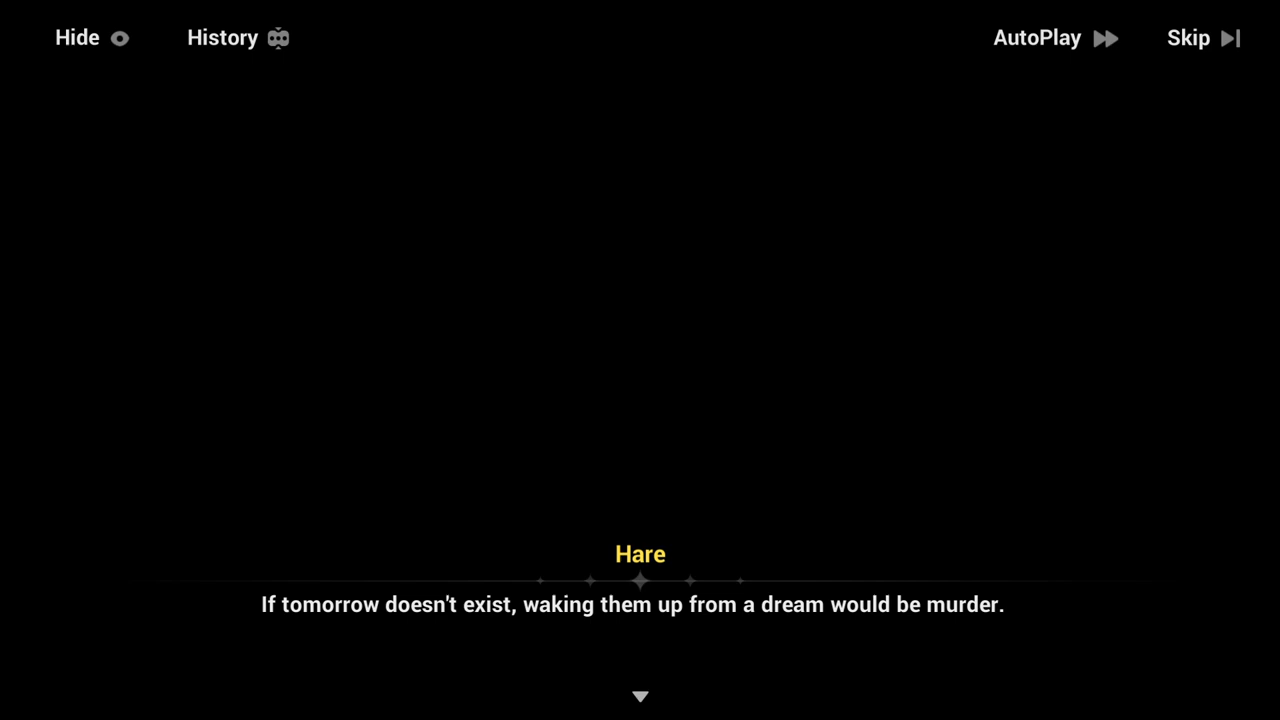 Hide
History
AutoPlay
Skip
Hare
If tomorrow doesn't exist, waking them up from a dream would be murder.